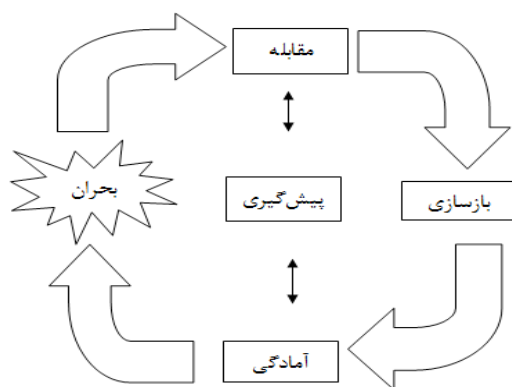 مقابله
بازسازی
پیش‌گیری
بحران
آمادگی